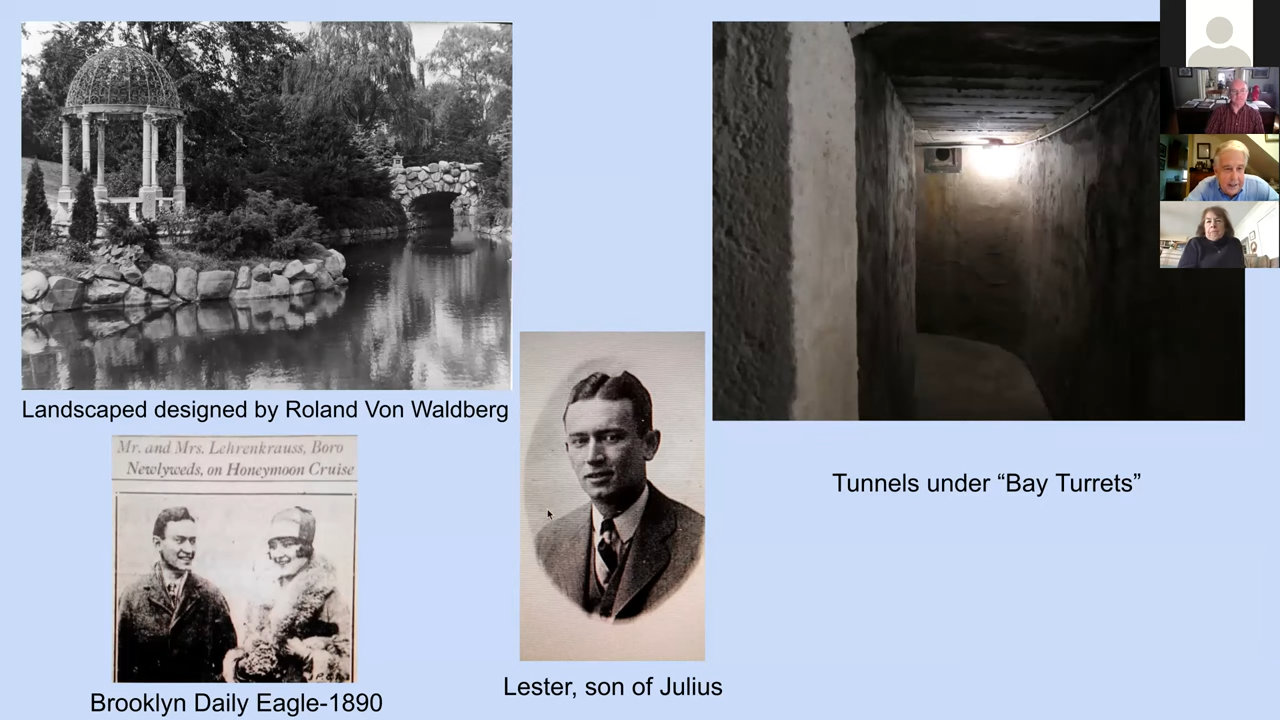 Landscaped designed by Roland Von Waldberg
Mr. and Mrs. Lehrenkrauss, Boro
Newlyweds, on Honeymoon Cruise
Brooklyn Daily Eagle-1890
Lester, son of Julius
Tunnels under “Bay Turrets”